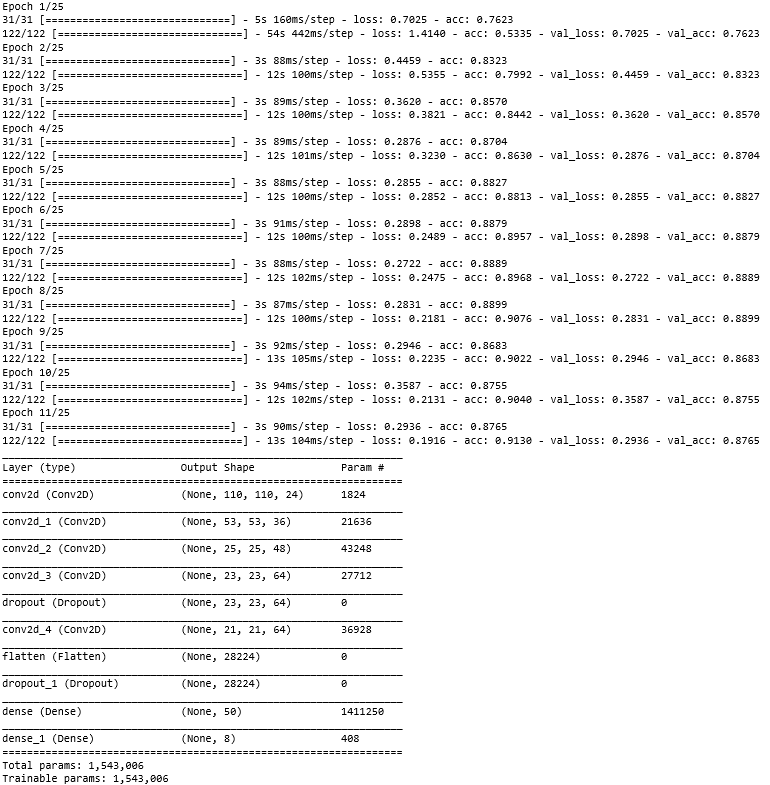 Epoch 1/25
31/31 [==============================] - 5s 160ms/step - loss: 0.7025 - acc: 0.7623
122/122 [==============================] - 54s 442ms/step - loss: 1.4140 - acc: 0.5335 - val_loss: 0.7025 - val_acc: 0.7623
Epoch 2/25
31/31 [==============================] - 3s 88ms/step - loss: 0.4459 - acc: 0.8323
122/122 [==============================] - 12s 100ms/step - loss: 0.5355 - acc: 0.7992 - val_loss: 0.4459 - val_acc: 0.8323
Epoch 3/25
31/31 [==============================] - 3s 89ms/step - loss: 0.3620 - acc: 0.8570
122/122 [==============================] - 12s 100ms/step - loss: 0.3821 - acc: 0.8442 - val_loss: 0.3620 - val_acc: 0.8570
Epoch 4/25
31/31 [==============================] - 3s 89ms/step - loss: 0.2876 - acc: 0.8704
122/122 [==============================] - 12s 101ms/step - loss: 0.3230 - acc: 0.8630 - val_loss: 0.2876 - val_acc: 0.8704
Epoch 5/25
31/31 [==============================] - 3s 88ms/step - loss: 0.2855 - acc: 0.8827
122/122 [==============================] - 12s 100ms/step - loss: 0.2852 - acc: 0.8813 - val_loss: 0.2855 - val_acc: 0.8827
Epoch 6/25
31/31 [==============================] - 3s 91ms/step - loss: 0.2898 - acc: 0.8879
122/122 [==============================] - 12s 100ms/step - loss: 0.2489 - acc: 0.8957 - val_loss: 0.2898 - val_acc: 0.8879
Epoch 7/25
31/31 [==============================] - 3s 88ms/step - loss: 0.2722 - acc: 0.8889
122/122 [==============================] - 12s 102ms/step - loss: 0.2475 - acc: 0.8968 - val_loss: 0.2722 - val_acc: 0.8889
Epoch 8/25
31/31 [==============================] - 3s 87ms/step - loss: 0.2831 - acc: 0.8899
122/122 [==============================] - 12s 100ms/step - loss: 0.2181 - acc: 0.9076 - val_loss: 0.2831 - val_acc: 0.8899
Epoch 9/25
31/31 [==============================] - 3s 92ms/step - loss: 0.2946 - acc: 0.8683
122/122 [==============================] - 13s 105ms/step - loss: 0.2235 - acc: 0.9022 - val_loss: 0.2946 - val_acc: 0.8683
Epoch 10/25
31/31 [==============================] - 3s 94ms/step - loss: 0.3587 - acc: 0.8755
122/122 [==============================] - 12s 102ms/step - loss: 0.2131 - acc: 0.9040 - val_loss: 0.3587 - val_acc: 0.8755
Epoch 11/25
31/31 [==============================] - 3s 90ms/step - loss: 0.2936 - acc: 0.8765
122/122 [==============================] - 13s 104ms/step - loss: 0.1916 - acc: 0.9130 - val_loss: 0.2936 - val_acc: 0.8765
_________________________________________________________________
Layer (type)                 Output Shape              Param #
=================================================================
conv2d (Conv2D)              (None, 110, 110, 24)      1824
_________________________________________________________________
conv2d_1 (Conv2D)            (None, 53, 53, 36)        21636
_________________________________________________________________
conv2d_2 (Conv2D)            (None, 25, 25, 48)        43248
_________________________________________________________________
conv2d_3 (Conv2D)            (None, 23, 23, 64)        27712
_________________________________________________________________
dropout (Dropout)            (None, 23, 23, 64)        0
_________________________________________________________________
conv2d_4 (Conv2D)            (None, 21, 21, 64)        36928
_________________________________________________________________
flatten (Flatten)            (None, 28224)             0
_________________________________________________________________
dropout_1 (Dropout)          (None, 28224)             0
_________________________________________________________________
dense (Dense)                (None, 50)                1411250
_________________________________________________________________
dense_1 (Dense)              (None, 8)                 408
=================================================================
Total params: 1,543,006
Trainable params: 1,543,006